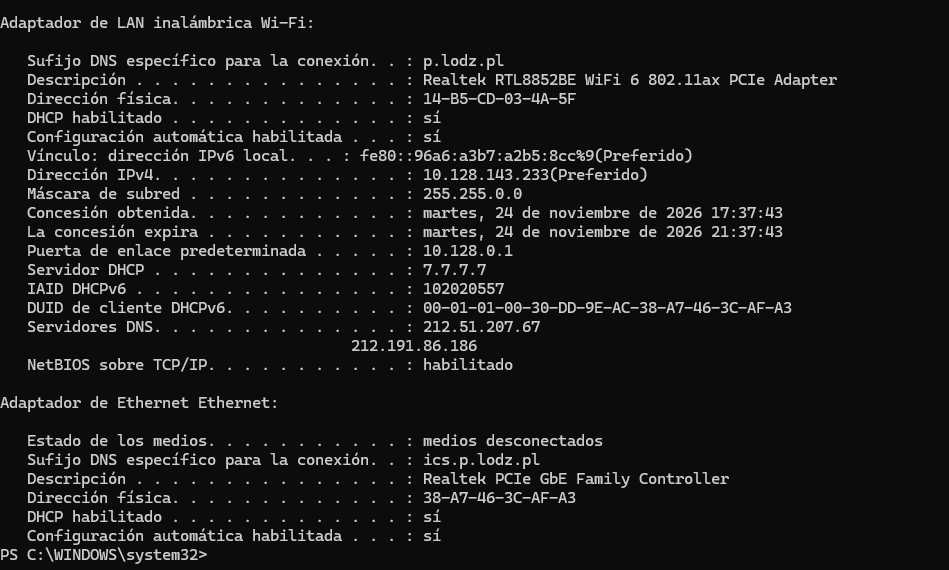 Adaptador de LAN inalámbrica Wi-Fi:
Sufijo DNS específico para la conexión. . : p.lodz.pl
Descripción . . . . . . . . . . . . . . . : Realtek RTL8852BE WiFi 6 802.11ax PCIe Adapter
Dirección física. . . . . . . . . . . . . : 14-B5-CD-03-4A-5F
DHCP habilitado . . . . . . . . . . . . . : sí
Configuración automática habilitada . . . : sí
Vínculo: dirección IPv6 local. . . : fe80::96a6:a3b7:a2b5:8cc%9(Preferido)
Dirección IPv4. . . . . . . . . . . . . . : 10.128.143.233(Preferido)
Máscara de subred . . . . . . . . . . . . : 255.255.0.0
Concesión obtenida. . . . . . . . . . . . : martes, 24 de noviembre de 2026 17:37:43
La concesión expira . . . . . . . . . . . : martes, 24 de noviembre de 2026 21:37:43
Puerta de enlace predeterminada . . . . . : 10.128.0.1
Servidor DHCP . . . . . . . . . . . . . . : 7.7.7.7
IAID DHCPv6 . . . . . . . . . . . . . . . : 102020557
DUID de cliente DHCPv6. . . . . . . . . . : 00-01-01-00-30-DD-9E-AC-38-A7-46-3C-AF-A3
Servidores DNS. . . . . . . . . . . . . . : 212.51.207.67
212.191.86.186
NetBIOS sobre TCP/IP. . . . . . . . . . . : habilitado
Adaptador de Ethernet Ethernet:
Estado de los medios. . . . . . . . . . . : medios desconectados
Sufijo DNS específico para la conexión. . : ics.p.lodz.pl
Descripción . . . . . . . . . . . . . . . : Realtek PCIe GbE Family Controller
Dirección física. . . . . . . . . . . . . : 38-A7-46-3C-AF-A3
DHCP habilitado . . . . . . . . . . . . . : sí
Configuración automática habilitada . . . : sí
PS C:\WINDOWS\system32>